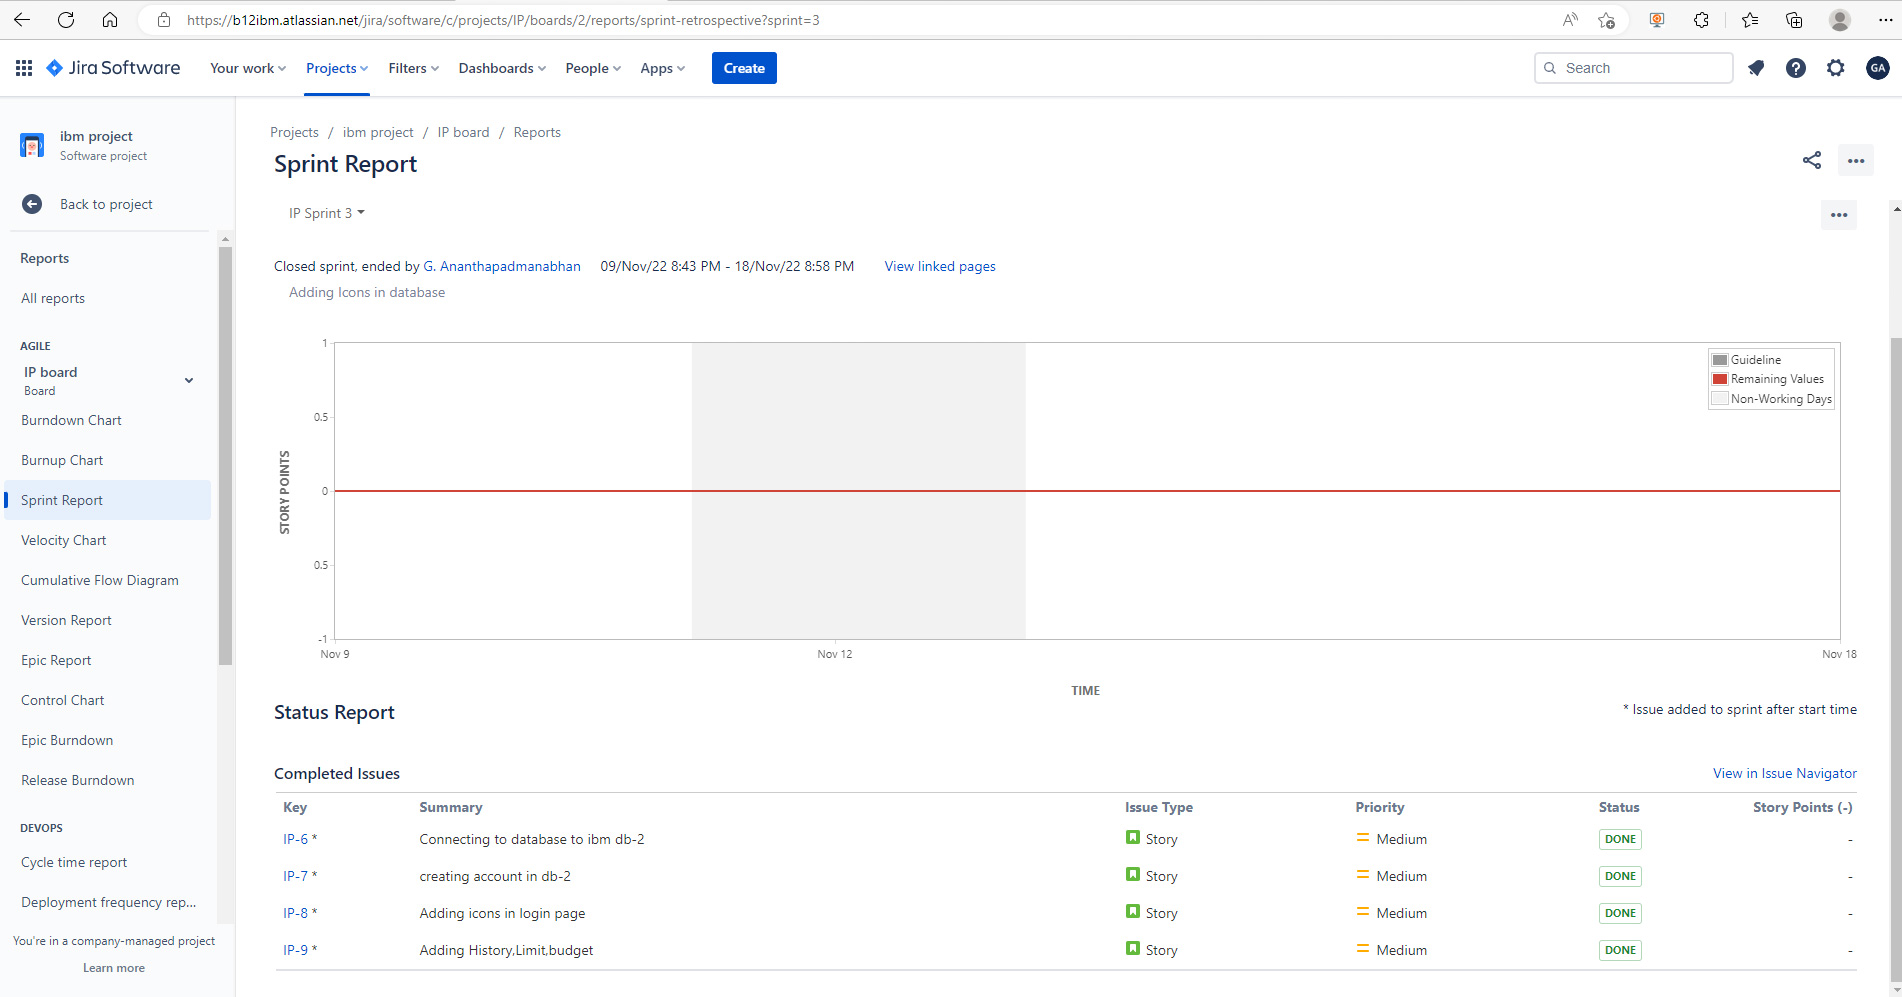 https://b12ibm.atlassian.net/jira/software/c/projects/IP/boards/2/reports/sprint-retrospective?sprint=3
Jira Software Your work Projects Filters Dashboards People Apps Create Search GA
ibm project
Software project
Back to project
Reports
All reports
AGILE
IP board
Board
Burndown Chart
Burnup Chart
Sprint Report
Velocity Chart
Cumulative Flow Diagram
Version Report
Epic Report
Control Chart
Epic Burndown
Release Burndown
DEVOPS
Cycle time report
Deployment frequency rep...
You're in a company-managed project
Learn more
Projects / ibm project / IP board / Reports
Sprint Report
IP Sprint 3
Closed sprint, ended by G. Ananthapadmanabhan 09/Nov/22 8:43 PM - 18/Nov/22 8:58 PM View linked pages
Adding Icons in database
STORY POINTS
1
0.5
0
0.5
-1
Guideline
Remaining Values
Non-Working Days
Nov 9 Nov 12 Nov 18
TIME
Status Report
* Issue added to sprint after start time
Completed Issues View in Issue Navigator
Key Summary Issue Type Priority Status Story Points (-)
IP-6 * Connecting to database to ibm db-2 Story Medium DONE -
IP-7 * creating account in db-2 Story Medium DONE -
IP-8 * Adding icons in login page Story Medium DONE -
IP-9 * Adding History,Limit,budget Story Medium DONE -